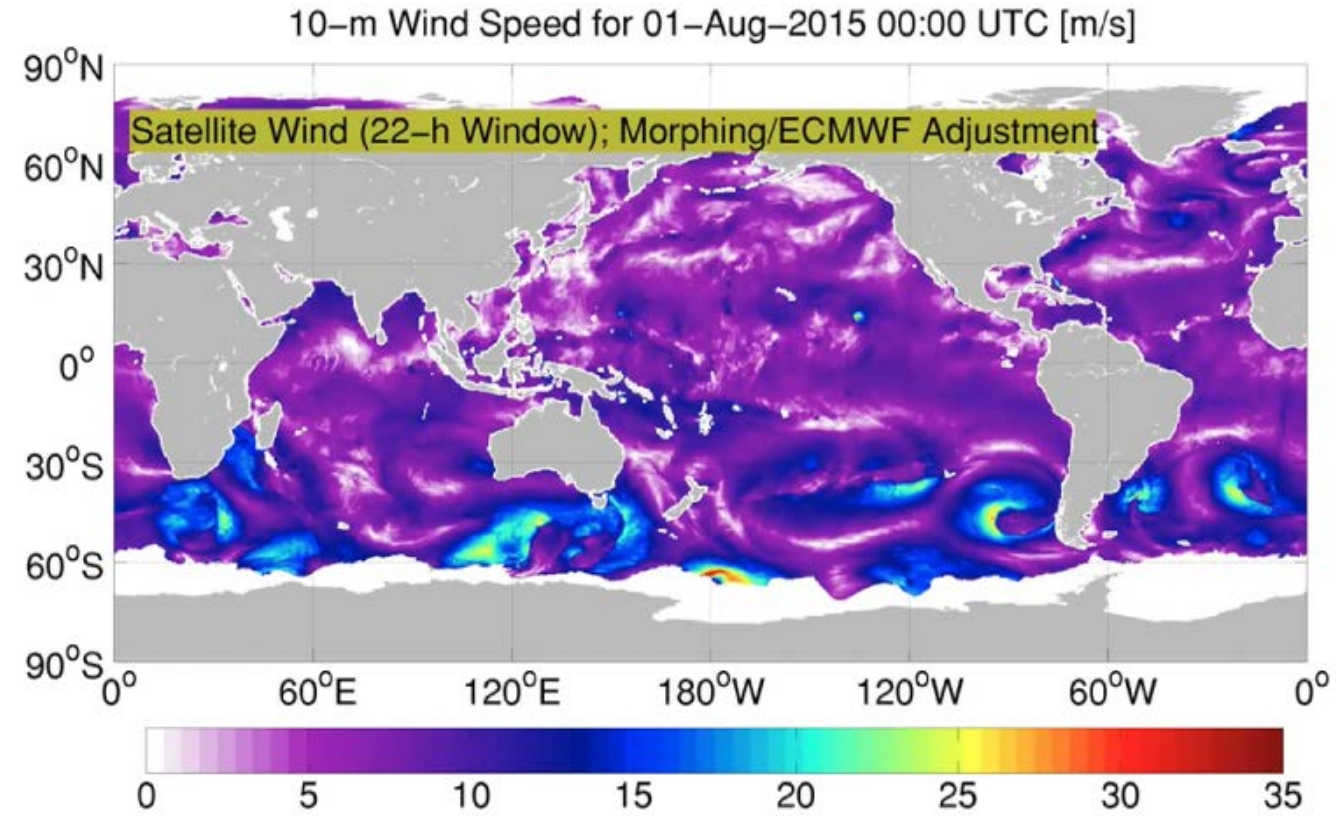 10−m Wind Speed for 01−Aug−2015 00:00 UTC [m/s]
90°N
Satellite Wind (22−h Window); Morphing/ECMWF Adjustment
60°N
30°N
0°
30°S
60°S
90°S
0° 60°E 120°E 180°W 120°W 60°W 0°
0 5 10 15 20 25 30 35